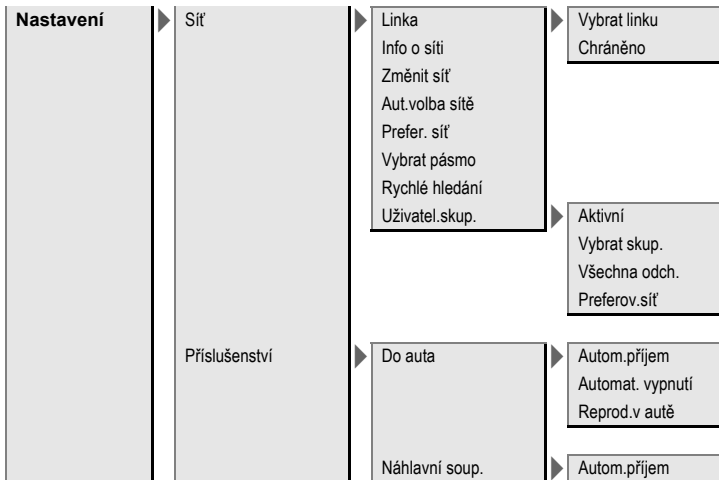 Nastavení Síť Linka Vybrat linku
Info o síti Chráněno
Změnit síť
Aut.volba sítě
Prefer. síť
Vybrat pásmo
Rychlé hledání
Uživatel.skup. Aktivní
Vybrat skup.
Všechna odch.
Preferov.síť
Příslušenství Do auta Autom.příjem
Automat. vypnutí
Reprod.v autě
Náhlavní soup. Autom.příjem